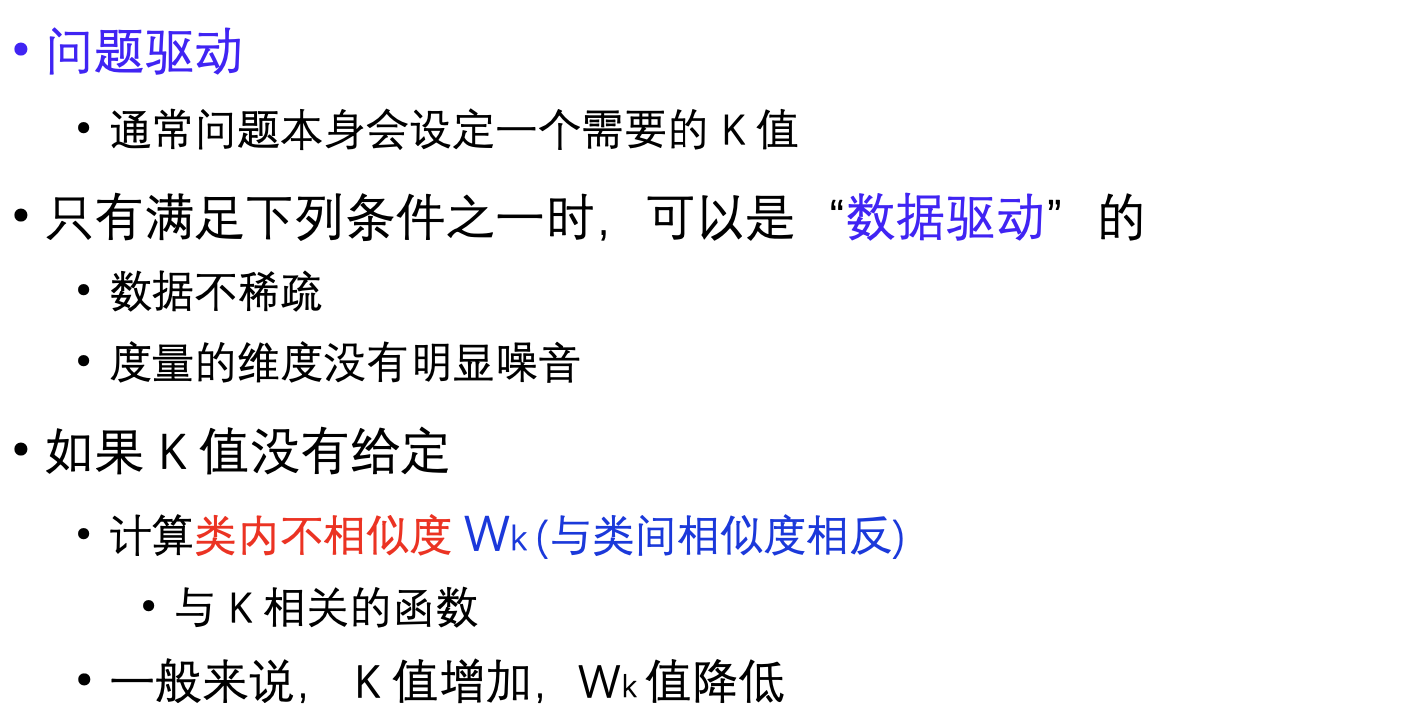 • 问题驱动
• 通常问题本身会设定一个需要的 K 值
• 只有满足下列条件之一时，可以是“数据驱动”的
• 数据不稀疏
• 度量的维度没有明显噪音
• 如果 K 值没有给定
• 计算类内不相似度 Wk (与类间相似度相反)
• 与 K 相关的函数
• 一般来说， K 值增加，Wk 值降低